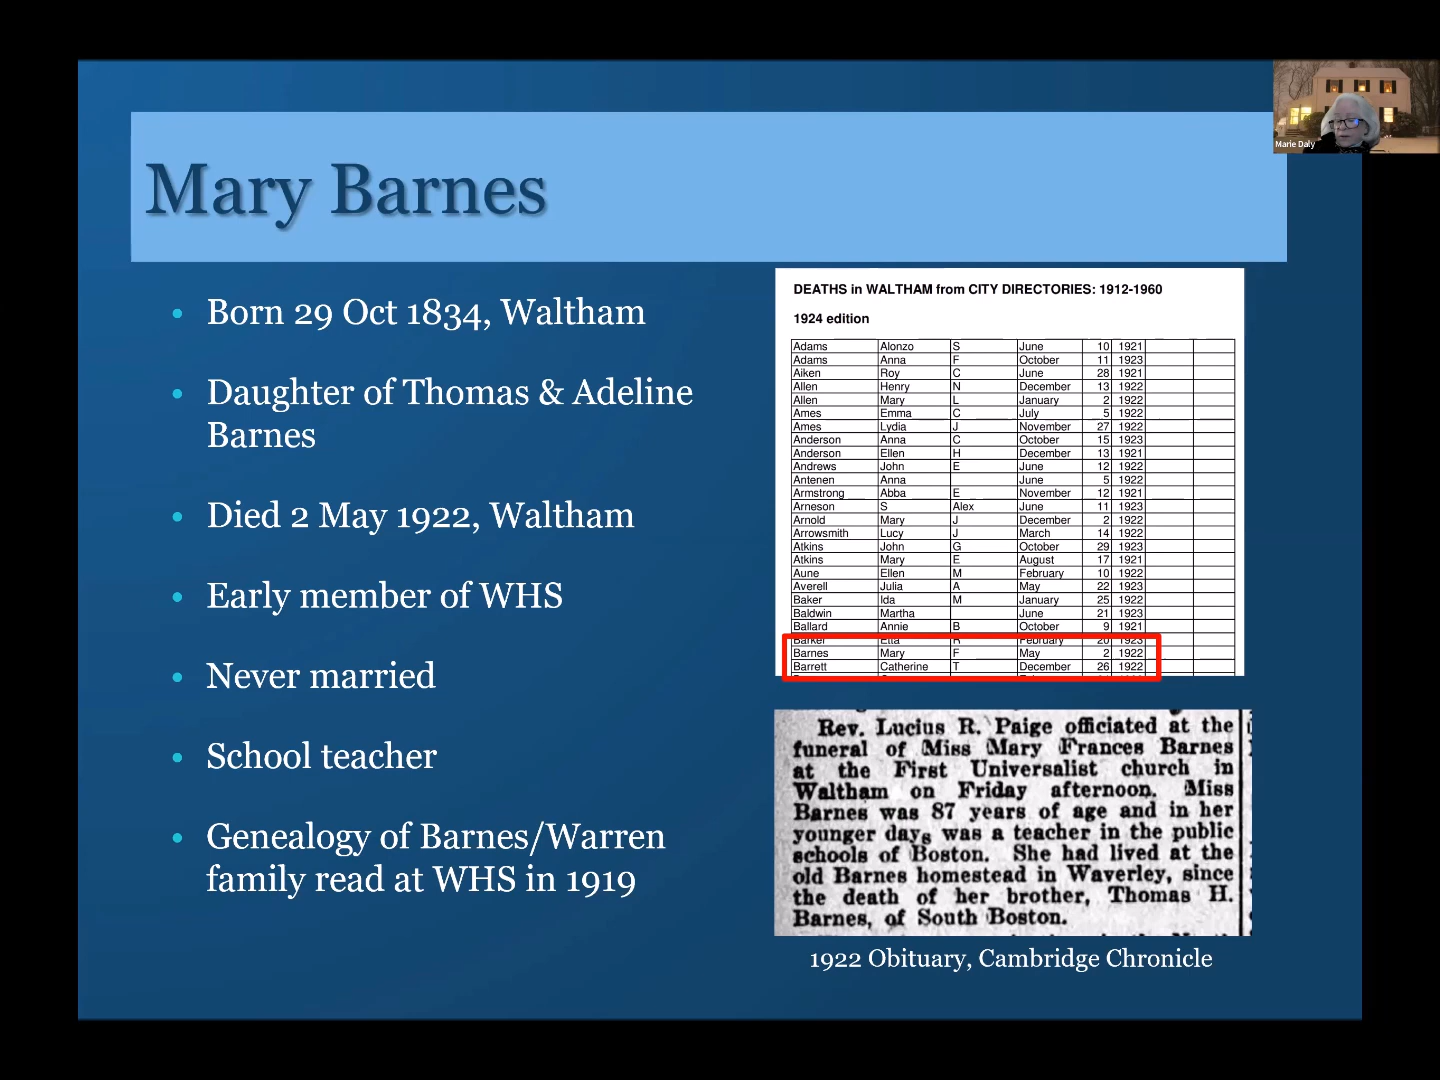 Marie Daly
Mary Barnes
• Born 29 Oct 1834, Waltham
• Daughter of Thomas & Adeline
Barnes
• Died 2 May 1922, Waltham
• Early member of WHS
• Never married
• School teacher
• Genealogy of Barnes/Warren
family read at WHS in 1919
DEATHS in WALTHAM from CITY DIRECTORIES: 1912-1960
1924 edition
Adams Alonzo S June 10 1921
Adams Anna F October 11 1923
Aiken Roy C June 28 1921
Allen Henry N December 13 1922
Allen Mary L January 2 1922
Ames Emma C July 5 1922
Ames Lydia J November 27 1922
Anderson Anna C October 15 1923
Anderson Ellen H December 13 1921
Andrews John E June 12 1922
Antenen Anna June 5 1922
Armstrong Abba E November 12 1921
Arneson S Alex June 11 1923
Arnold Mary J December 2 1922
Arrowsmith Lucy J March 14 1922
Atkins John G October 29 1923
Atkins Mary E August 17 1921
Aune Ellen M February 10 1922
Averell Julia A May 22 1923
Baker Ida M January 25 1922
Baldwin Martha June 21 1923
Ballard Annie B October 9 1921
Barker Etta R February 20 1923
Barnes Mary F May 2 1922
Barrett Catherine T December 26 1922
Rev. Lucius R. Paige officiated at the
funeral of Miss Mary Frances Barnes
at the First Universalist church in
Waltham on Friday afternoon. Miss
Barnes was 87 years of age and in her
younger days was a teacher in the public
schools of Boston. She had lived at the
old Barnes homestead in Waverley, since
the death of her brother, Thomas H.
Barnes, of South Boston.
1922 Obituary, Cambridge Chronicle